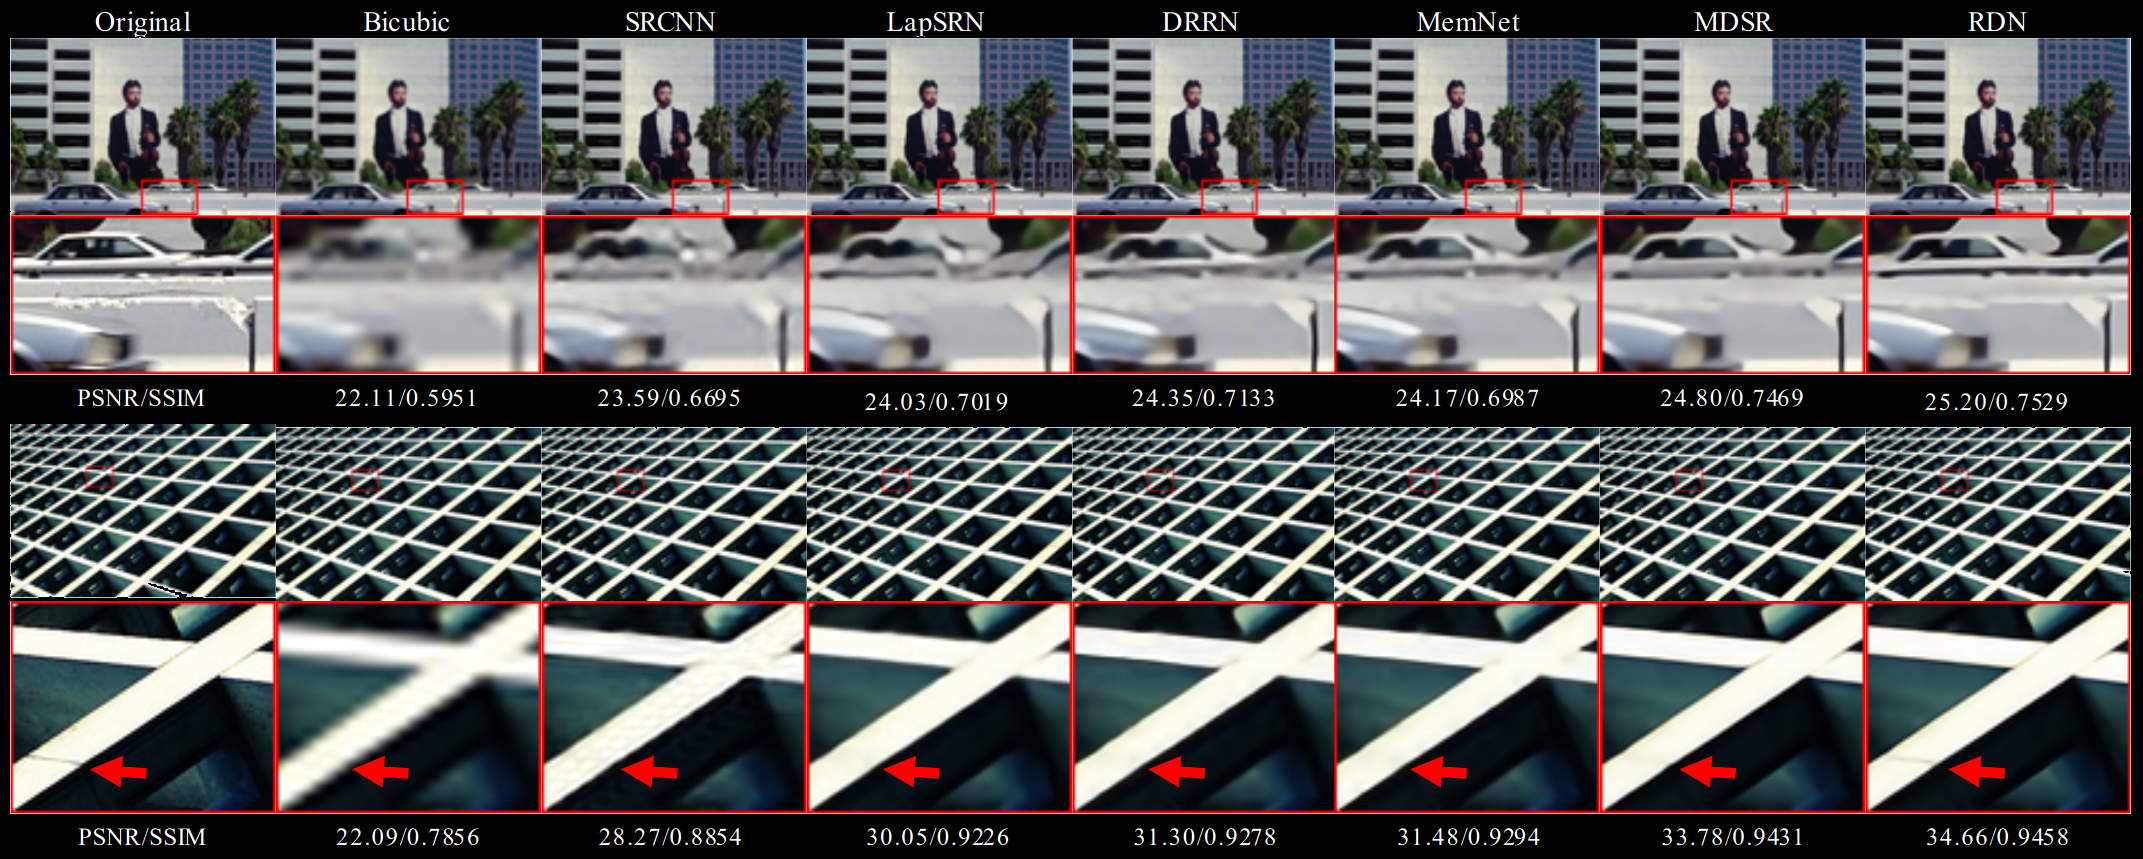 Original Bicubic SRCNN LapSRN DRRN MemNet MDSR RDN
PSNR/SSIM 22.11/0.5951 23.59/0.6695 24.03/0.7019 24.35/0.7133 24.17/0.6987 24.80/0.7469 25.20/0.7529
PSNR/SSIM 22.09/0.7856 28.27/0.8854 30.05/0.9226 31.30/0.9278 31.48/0.9294 33.78/0.9431 34.66/0.9458